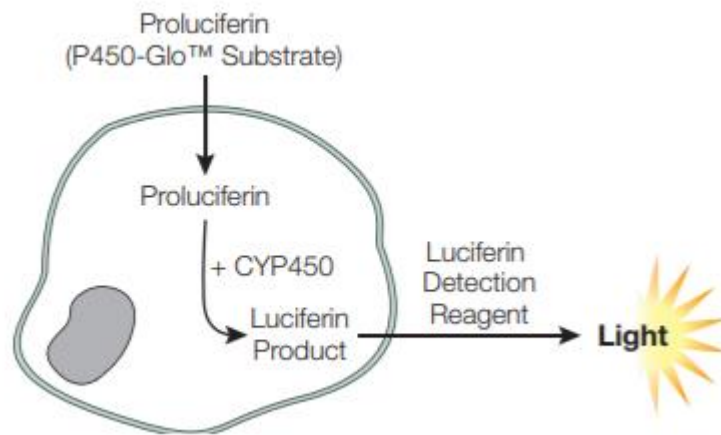 Proluciferin
(P450-Glo™ Substrate)
Proluciferin
+ CYP450
Luciferin
Product
Luciferin
Detection
Reagent
Light